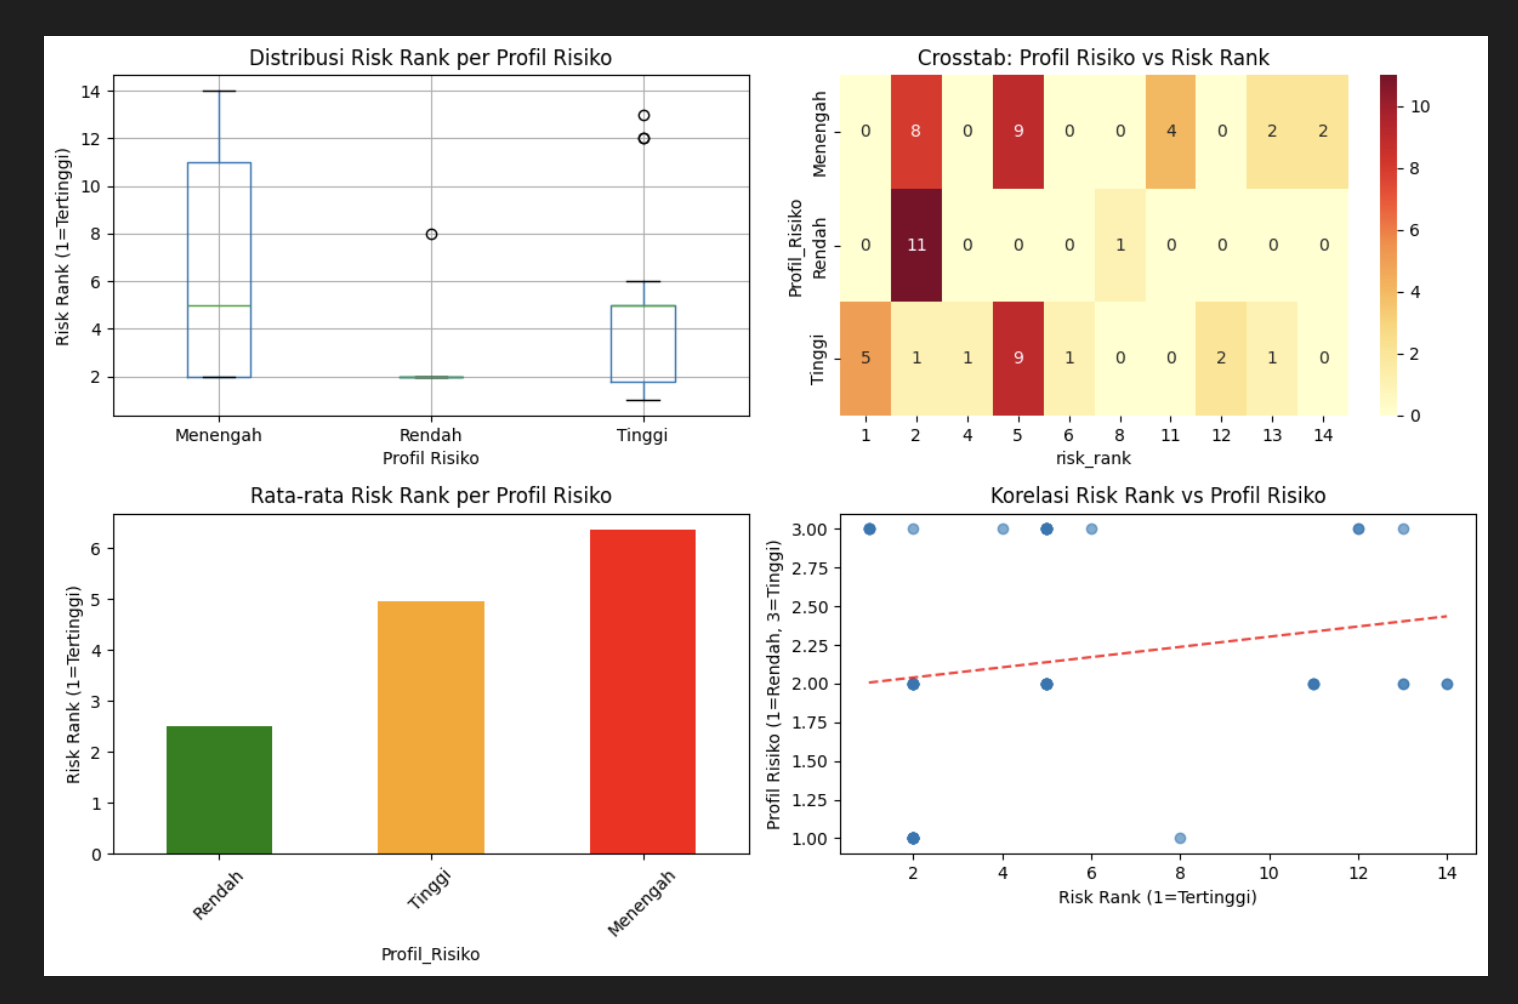 Distribusi Risk Rank per Profil Risiko
Risk Rank (1=Tertinggi)
14
12
10
8
6
4
2
Menengah Rendah Tinggi
Profil Risiko
Crosstab: Profil Risiko vs Risk Rank
Profil_Risiko
Menengah
0 8 0 9 0 0 4 0 2 2
Rendah
0 11 0 0 0 1 0 0 0 0
Tinggi
5 1 1 9 1 0 0 2 1 0
1 2 4 5 6 8 11 12 13 14
risk_rank
10
8
6
4
2
0
Rata-rata Risk Rank per Profil Risiko
Risk Rank (1=Tertinggi)
6
5
4
3
2
1
0
Rendah Tinggi Menengah
Profil_Risiko
Korelasi Risk Rank vs Profil Risiko
Profil Risiko (1=Rendah, 3=Tinggi)
3.00
2.75
2.50
2.25
2.00
1.75
1.50
1.25
1.00
2 4 6 8 10 12 14
Risk Rank (1=Tertinggi)